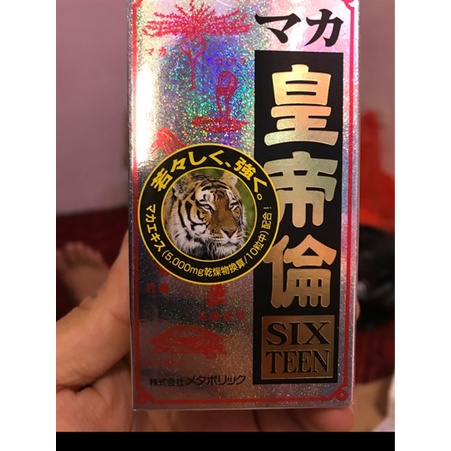 マカ
皇帝倫
SIX
TEEN
若々しく、強く。
マカエキス(5,000mg乾燥物換算/10粒中)配合!
株式会社メタボリック